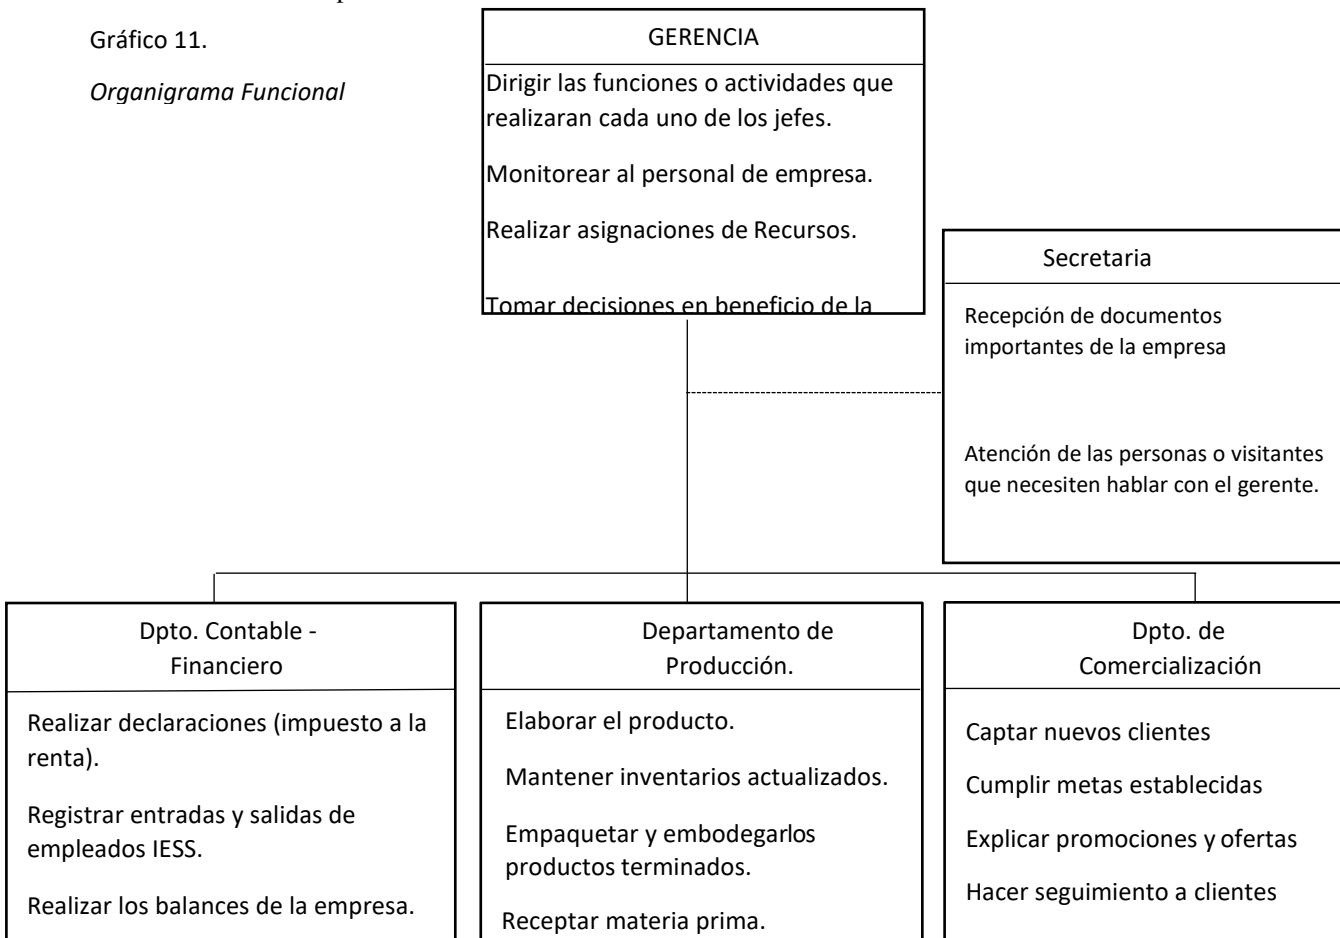 Gráfico 11.
Organigrama Funcional
GERENCIA
Dirigir las funciones o actividades que
realizaran cada uno de los jefes.
Monitorear al personal de empresa.
Realizar asignaciones de Recursos.
Tomar decisiones en beneficio de la
Secretaria
Recepción de documentos
importantes de la empresa
Atención de las personas o visitantes
que necesiten hablar con el gerente.
Dpto. Contable -
Financiero
Realizar declaraciones (impuesto a la
renta).
Registrar entradas y salidas de
empleados IESS.
Realizar los balances de la empresa.
Departamento de
Producción.
Elaborar el producto.
Mantener inventarios actualizados.
Empaquetar y embodegarlos
productos terminados.
Receptar materia prima.
Dpto. de
Comercialización
Captar nuevos clientes
Cumplir metas establecidas
Explicar promociones y ofertas
Hacer seguimiento a clientes